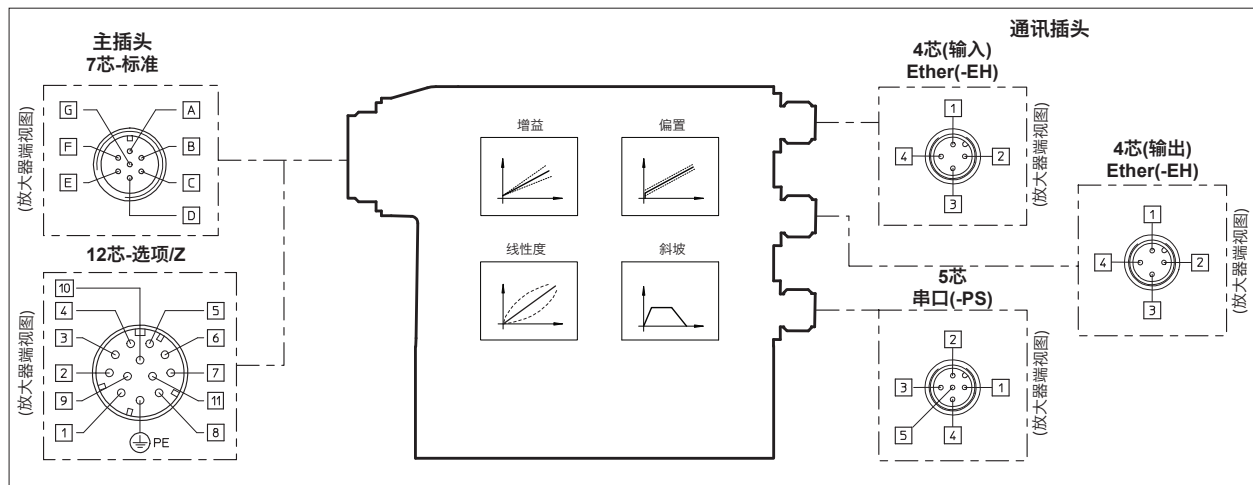 主插头
7芯-标准
(放大器端视图)
G
A
F
B
E
C
D
12芯-选项/Z
(放大器端视图)
10
4
5
3
6
2
7
9
11
1
8
PE
增益
偏置
线性度
斜坡
通讯插头
4芯(输入)
Ether(-EH)
1
4
2
3
(放大器端视图)
4芯(输出)
Ether(-EH)
1
4
2
3
(放大器端视图)
5芯
串口(-PS)
2
3
1
5
4
(放大器端视图)